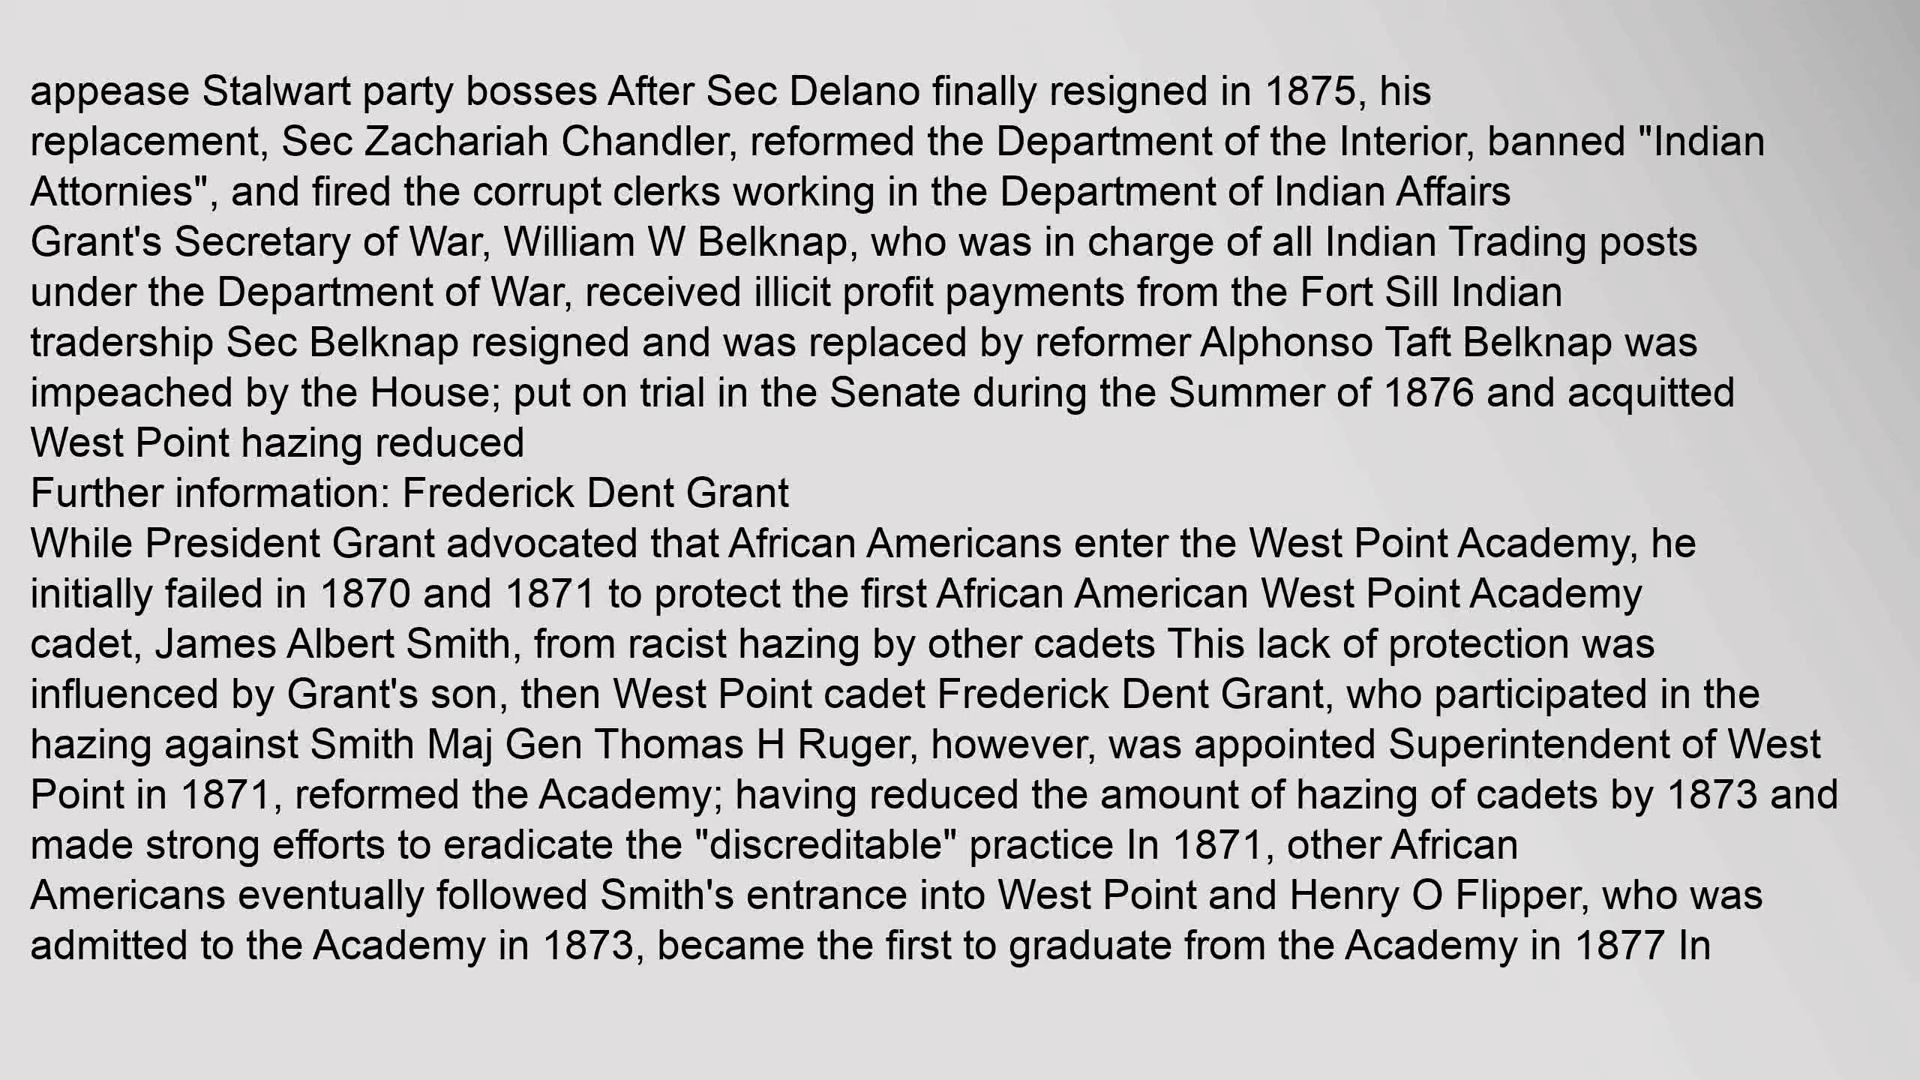 appease Stalwart party bosses After Sec Delano finally resigned in 1875, his
replacement, Sec Zachariah Chandler, reformed the Department of the Interior, banned "Indian
Attornies", and fired the corrupt clerks working in the Department of Indian Affairs
Grant's Secretary of War, William W Belknap, who was in charge of all Indian Trading posts
under the Department of War, received illicit profit payments from the Fort Sill Indian
tradership Sec Belknap resigned and was replaced by reformer Alphonso Taft Belknap was
impeached by the House; put on trial in the Senate during the Summer of 1876 and acquitted
West Point hazing reduced
Further information: Frederick Dent Grant
While President Grant advocated that African Americans enter the West Point Academy, he
initially failed in 1870 and 1871 to protect the first African American West Point Academy
cadet, James Albert Smith, from racist hazing by other cadets This lack of protection was
influenced by Grant's son, then West Point cadet Frederick Dent Grant, who participated in the
hazing against Smith Maj Gen Thomas H Ruger, however, was appointed Superintendent of West
Point in 1871, reformed the Academy; having reduced the amount of hazing of cadets by 1873 and
made strong efforts to eradicate the "discreditable" practice In 1871, other African
Americans eventually followed Smith's entrance into West Point and Henry O Flipper, who was
admitted to the Academy in 1873, became the first to graduate from the Academy in 1877 In